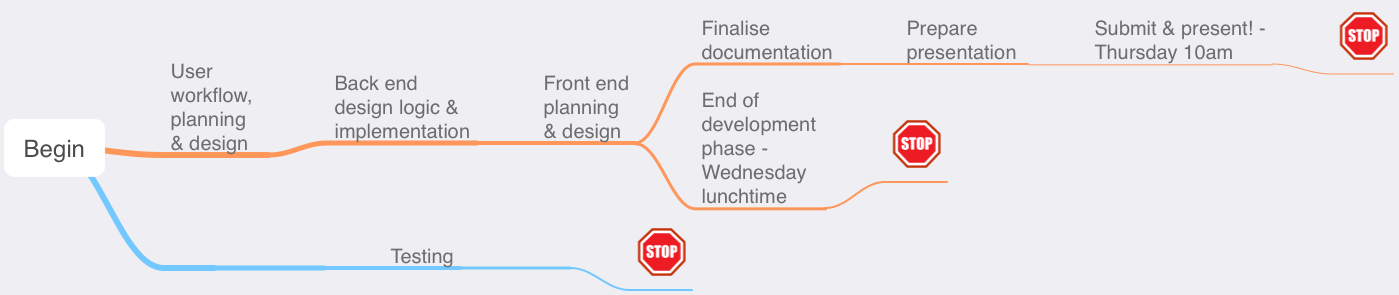 Begin
User
workflow,
planning
& design
Back end
design logic &
implementation
Front end
planning
& design
Finalise
documentation
Prepare
presentation
Submit & present! -
Thursday 10am
STOP
End of
development
phase -
Wednesday
lunchtime
STOP
Testing
STOP